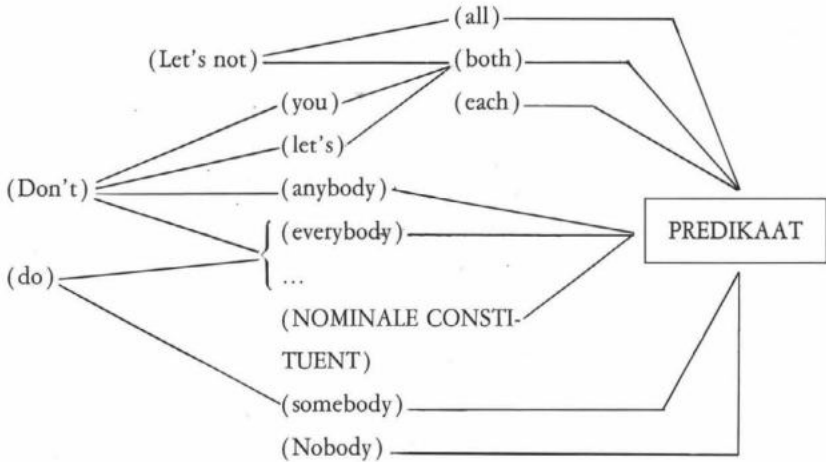 (all)
(Let's not) (both)
(you) (each)
(let's)
(Don't) (anybody)
(everybody) PREDIKAAT
(do) ...
(NOMINALE CONSTI-
TUENT)
(somebody)
(Nobody)